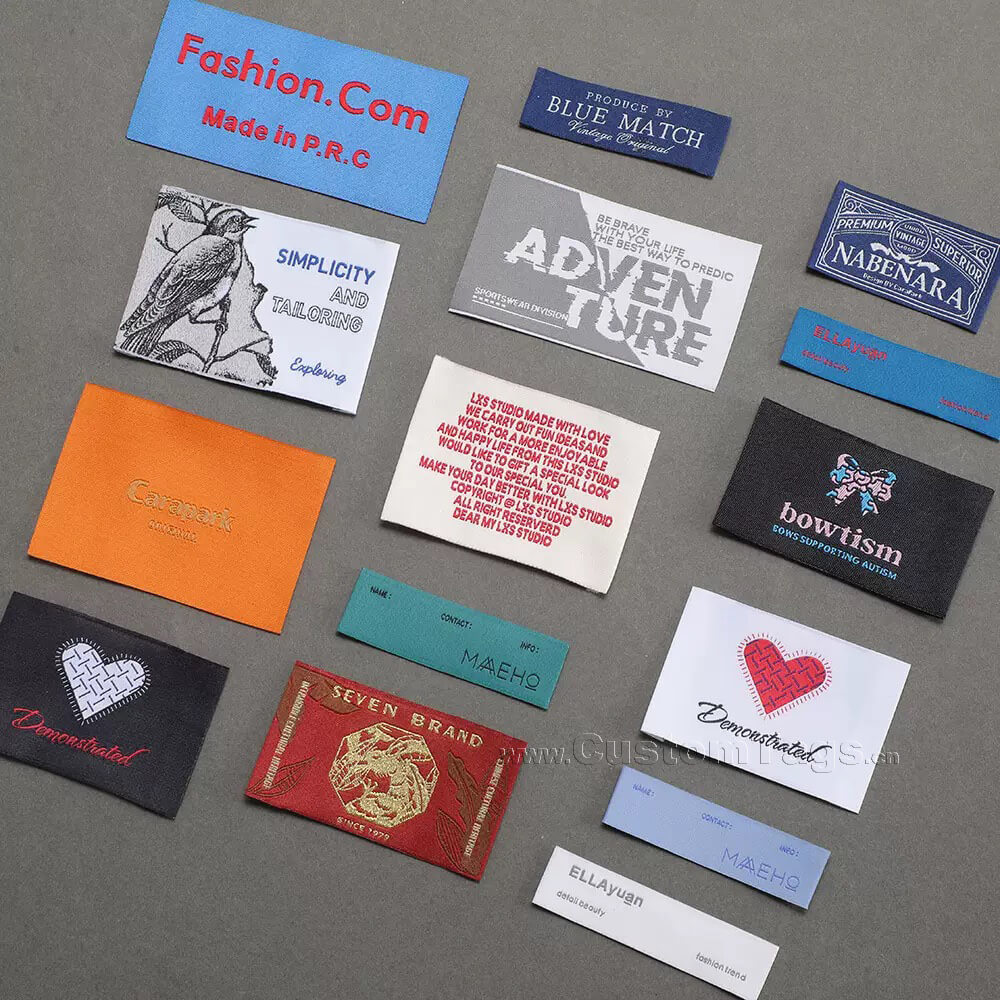 Fashion.Com
Made in P.R.C
PRODUCE BY
BLUE MATCH
Vintage Original
SIMPLICITY
AND
TAILORING
Exploring
BE BRAVE
WITH YOUR LIFE
THE BEST WAY TO PREDIC
ADVEN
TURE
SPORTSWEAR DIVISION
PREMIUM
VINTAGE
SUPERIOR
NABENARA
ELLAyuan
Carapark
LXS STUDIO MADE WITH LOVE
WE CARRY OUT FUN IDEASAND
WORK FOR A MORE ENJOYABLE
AND HAPPY LIFE FROM THIS LXS STUDIO
WOULD LIKE TO GIFT A SPECIAL LOOK
TO OUR SPECIAL YOU.
MAKE YOUR DAY BETTER WITH LXS STUDIO
COPYRIGHT @ LXS STUDIO
ALL RIGHT RESERVERD
DEAR MY LXS STUDIO
bowtism
BOWS SUPPORTING AUTISM
NAME:
CONTACT:
INFO:
MAAEHO
Demonstrated
SEVEN BRAND
SINCE 1979
Demonstrated
www.CustomTags.cn
NAME:
CONTACT:
INFO:
MAAEHO
ELLAyuan
detail beauty
fashion trend